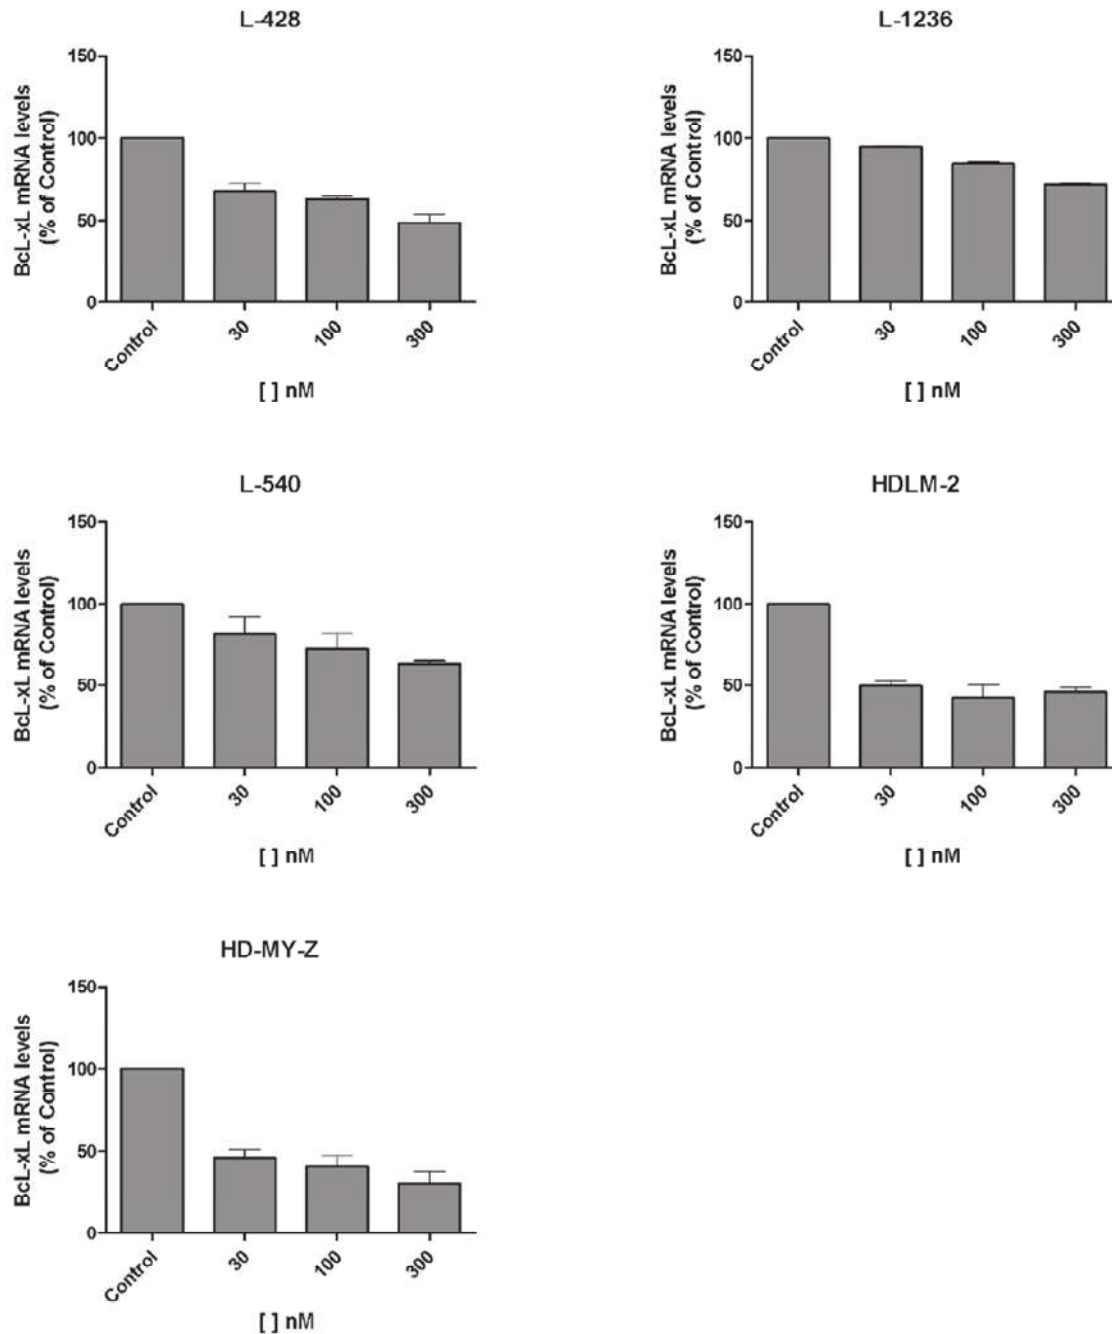 L-428
BcL-xL mRNA levels
(% of Control)
150
100
50
0
Control
30
100
300
[ ] nM
L-1236
BcL-xL mRNA levels
(% of Control)
150
100
50
0
Control
30
100
300
[ ] nM
L-540
BcL-xL mRNA levels
(% of Control)
150
100
50
0
Control
30
100
300
[ ] nM
HDLM-2
BcL-xL mRNA levels
(% of Control)
150
100
50
0
Control
30
100
300
[ ] nM
HD-MY-Z
BcL-xL mRNA levels
(% of Control)
150
100
50
0
Control
30
100
300
[ ] nM